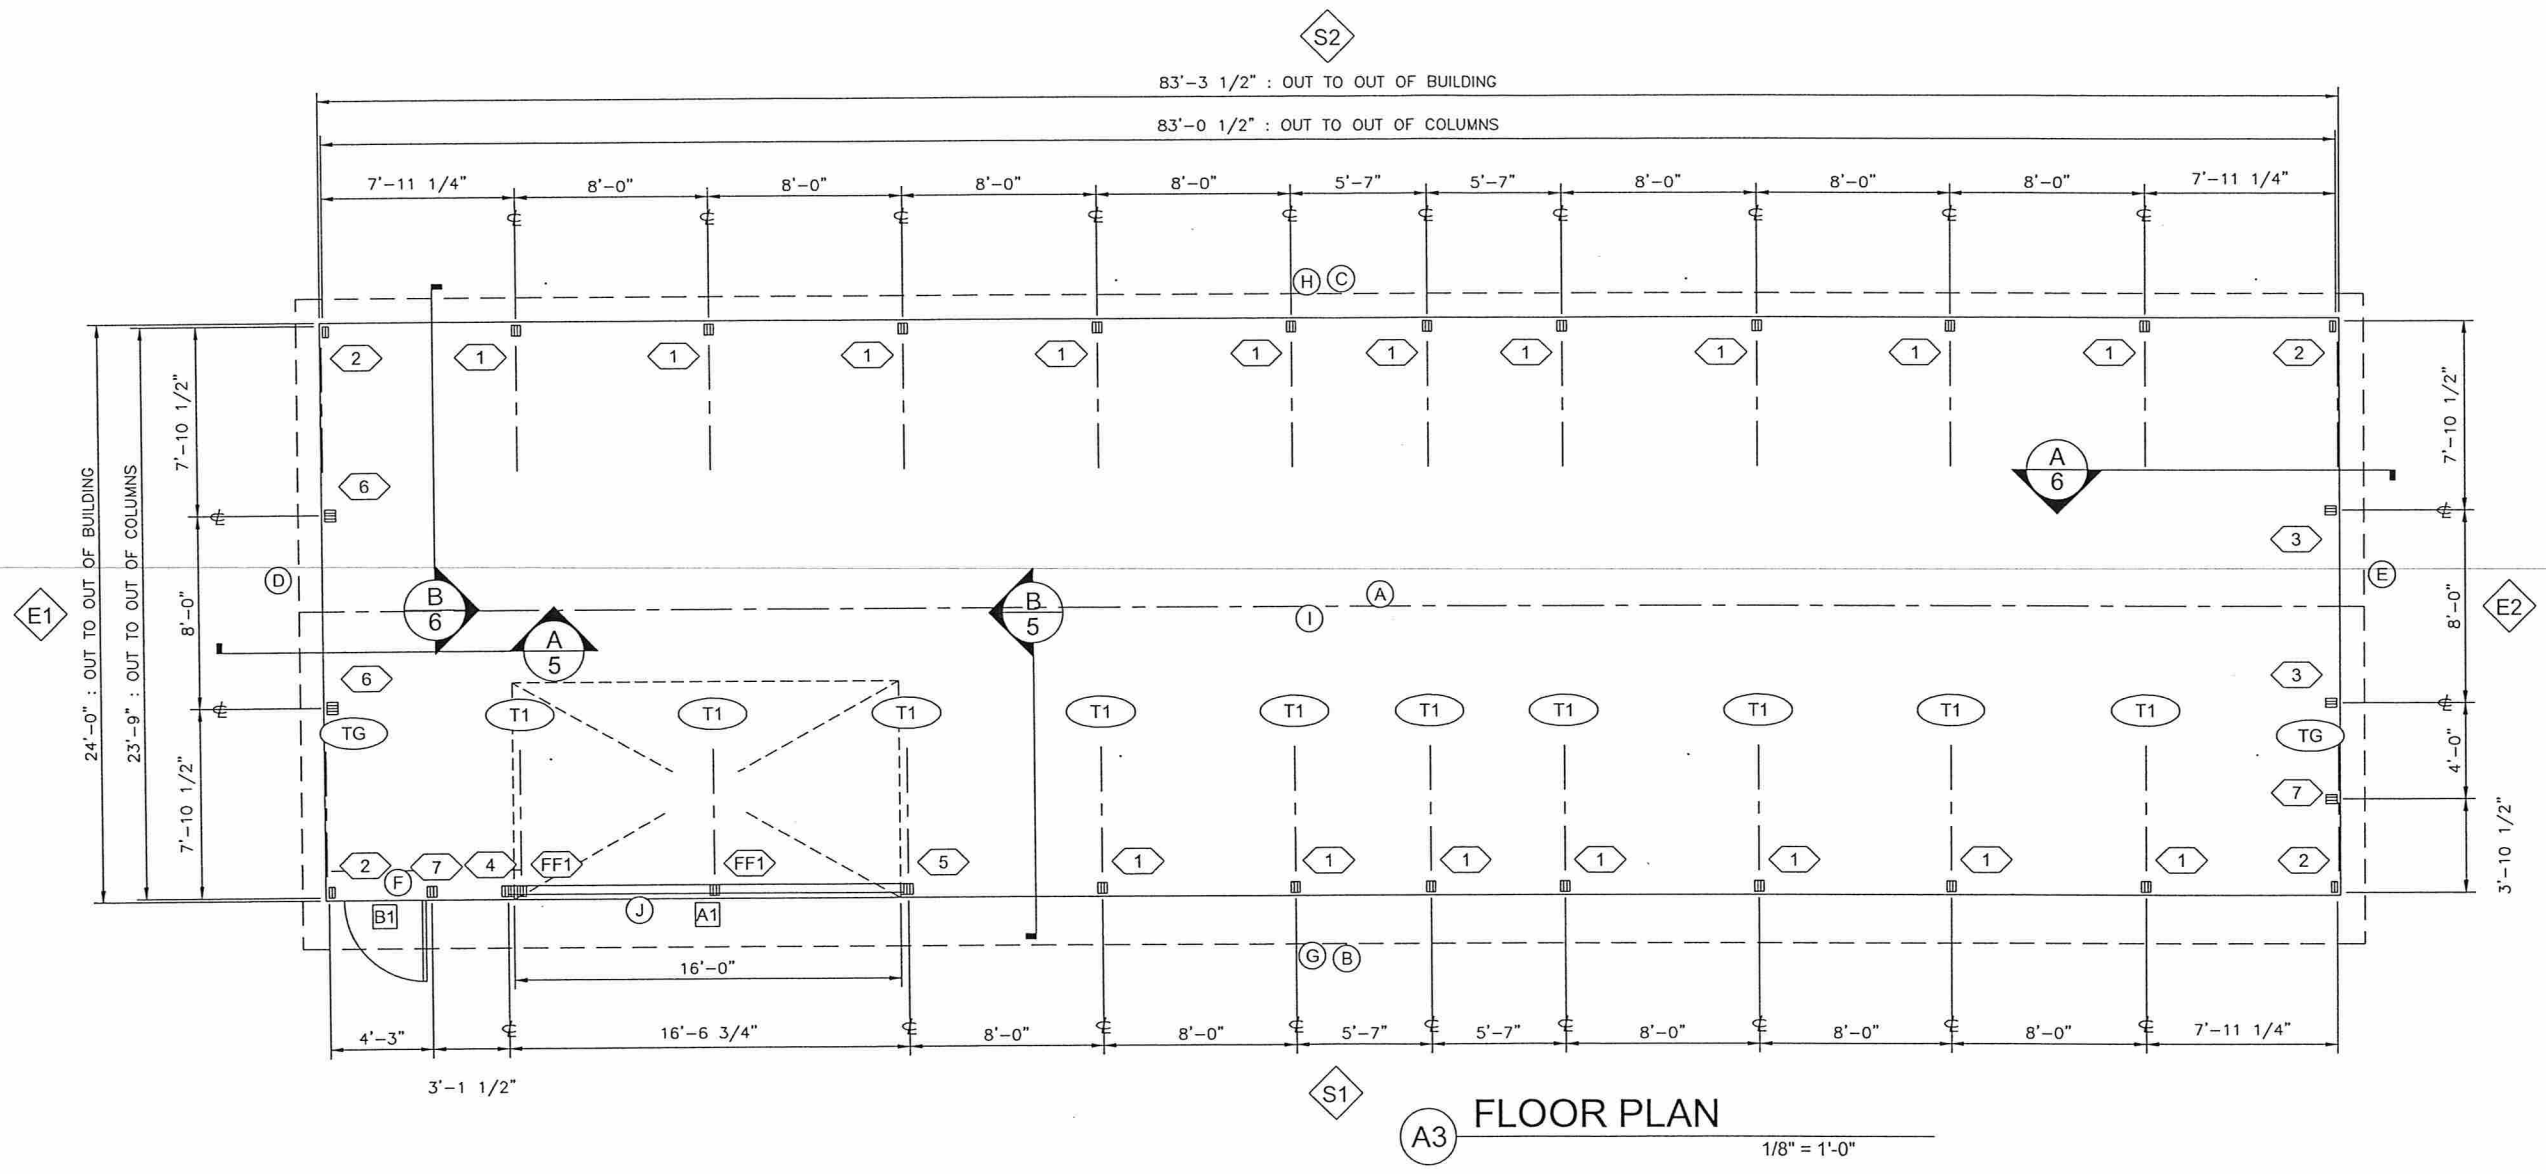 S2
83'-3 1/2" : OUT TO OUT OF BUILDING
83'-0 1/2" : OUT TO OUT OF COLUMNS
7'-11 1/4" 8'-0" 8'-0" 8'-0" 8'-0" 5'-7" 5'-7" 8'-0" 8'-0" 8'-0" 7'-11 1/4"
℄ ℄ ℄ ℄ ℄ ℄ ℄ ℄ ℄ ℄
H C
2 1 1 1 1 1 1 1 1 1 1 2
7'-10 1/2"
7'-10 1/2"
24'-0" : OUT TO OUT OF BUILDING
23'-9" : OUT TO OUT OF COLUMNS
A
6
6
℄
℄
3
D
E
E1
8'-0"
B
6
A
5
B
5
A
I
8'-0"
E2
6
3
℄
℄
TG
T1 T1 T1 T1 T1 T1 T1 T1 T1 T1
TG
4'-0"
7
7'-10 1/2"
3'-10 1/2"
2 7 4 FF1 FF1 5 1 1 1 1 1 1 1 2
F
B1
J
A1
G B
16'-0"
℄ ℄ ℄ ℄ ℄ ℄ ℄ ℄ ℄
4'-3" 16'-6 3/4" 8'-0" 8'-0" 5'-7" 5'-7" 8'-0" 8'-0" 8'-0" 7'-11 1/4"
3'-1 1/2"
S1
A3 FLOOR PLAN
1/8" = 1'-0"